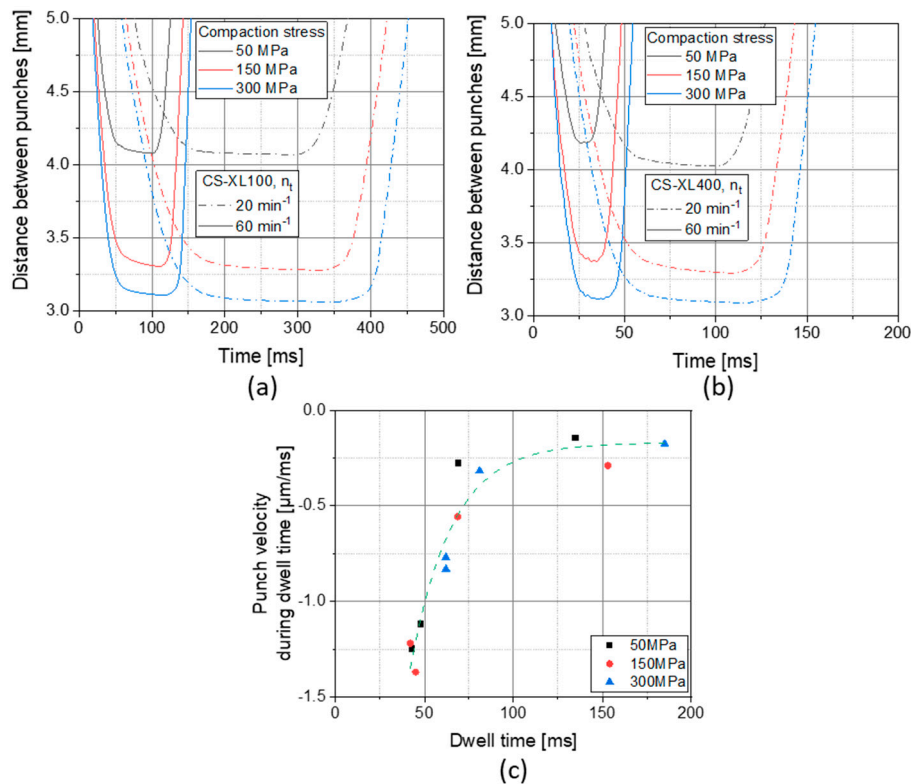 (a)
5.0
4.5
4.0
3.5
3.0
Distance between punches [mm]
Compaction stress
50 MPa
150 MPa
300 MPa
CS-XL100, nt
20 min-1
60 min-1
0
100
200
300
400
500
Time [ms]
(a)
(b)
5.0
4.5
4.0
3.5
3.0
Distance between punches [mm]
Compaction stress
50 MPa
150 MPa
300 MPa
CS-XL400, nt
20 min-1
60 min-1
0
50
100
150
200
Time [ms]
(b)
0.0
-0.5
-1.0
-1.5
Punch velocity
during dwell time [µm/ms]
50MPa
150MPa
300MPa
0
50
100
150
200
Dwell time [ms]
(c)